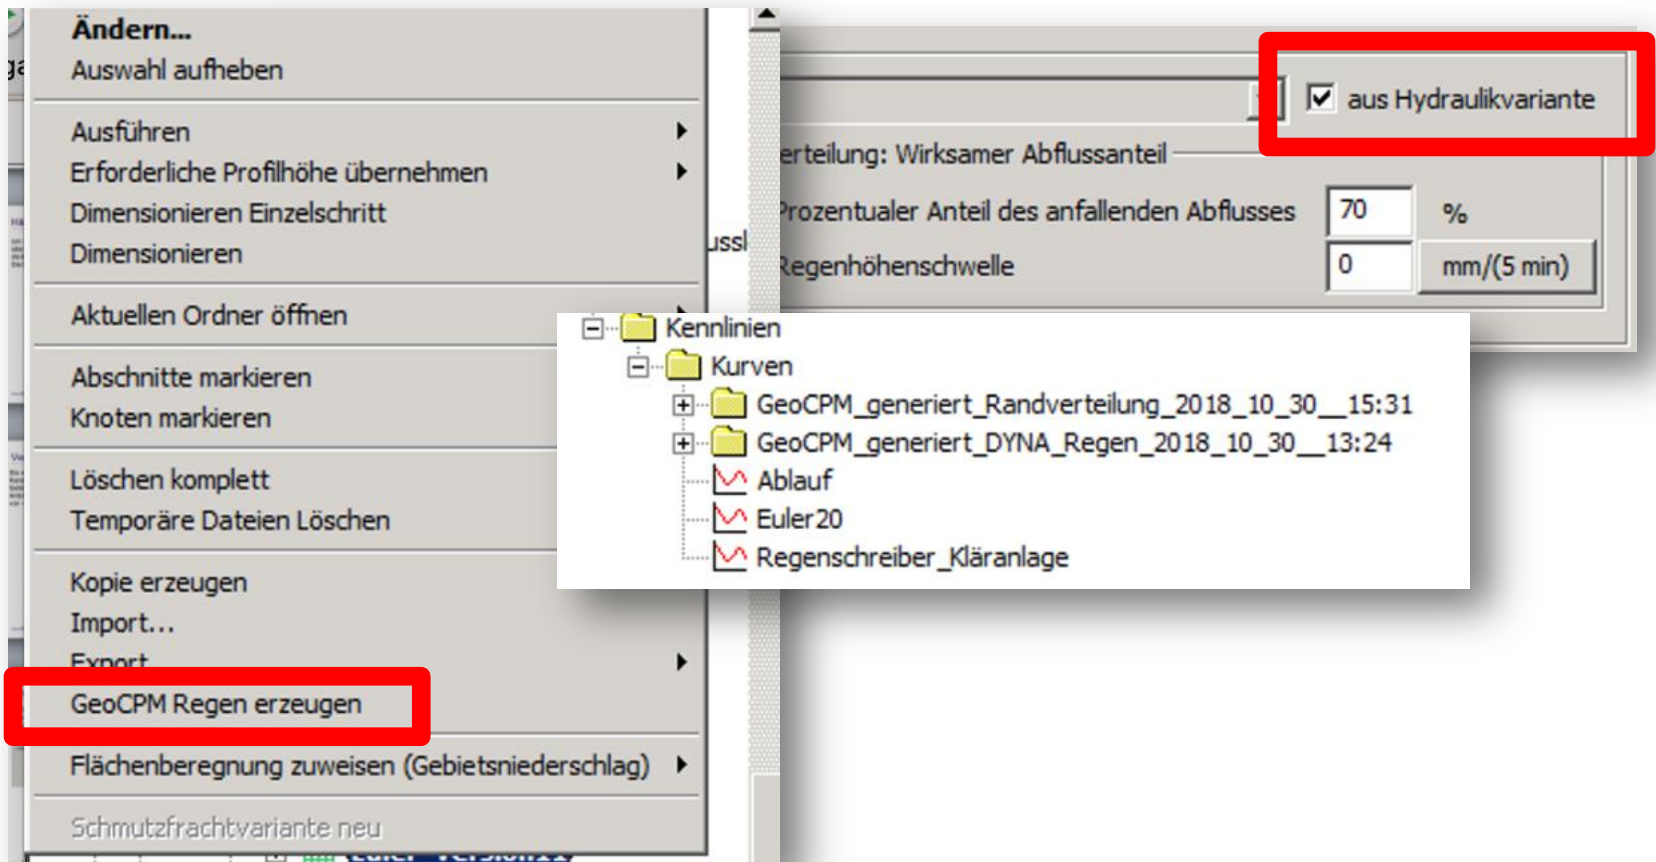 Ändern...
Auswahl aufheben
Ausführen
Erforderliche Profilhöhe übernehmen
Dimensionieren Einzelschritt
Dimensionieren
Aktuellen Ordner öffnen
Abschnitte markieren
Knoten markieren
Löschen komplett
Temporäre Dateien Löschen
Kopie erzeugen
Import...
Export
GeoCPM Regen erzeugen
Flächenberegnung zuweisen (Gebietsniederschlag)
Schmutzfrachtvariante neu
aus Hydraulikvariante
erteilung: Wirksamer Abflussanteil
Prozentualer Anteil des anfallenden Abflusses 70 %
Regenhöhenschwelle 0 mm/(5 min)
Kennlinien
Kurven
GeoCPM_generiert_Randverteilung_2018_10_30__15:31
GeoCPM_generiert_DYNA_Regen_2018_10_30__13:24
Ablauf
Euler20
Regenschreiber_Kläranlage